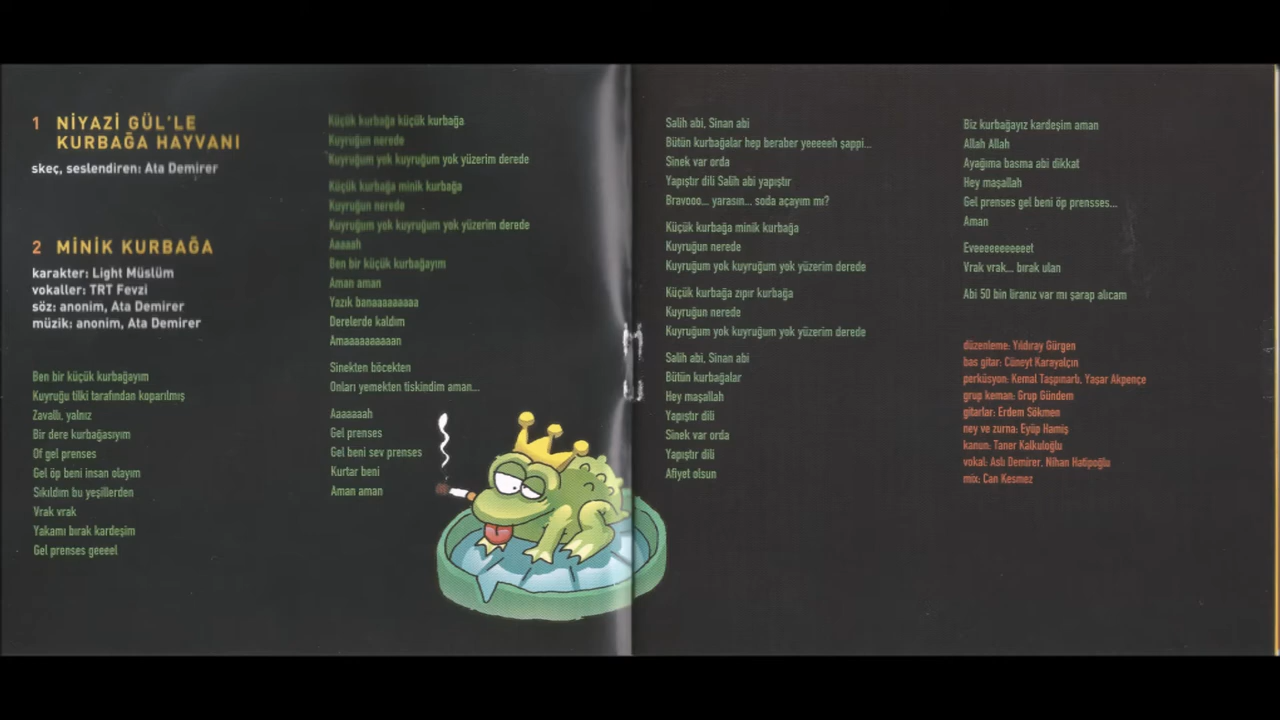 1 NİYAZİ GÜL'LE
KURBAĞA HAYVANI
skeç, seslendiren: Ata Demirer
2 MİNİK KURBAĞA
karakter: Light Müslüm
vokaller: TRT Fevzi
söz: anonim, Ata Demirer
müzik: anonim, Ata Demirer
Ben bir küçük kurbağayım
Kuyruğu tilki tarafından koparılmış
Zavallı, yalnız
Bir dere kurbağasıyım
Of gel prenses
Gel öp beni insan olayım
Sıkıldım bu yeşillerden
Vrak vrak
Yakamı bırak kardeşim
Gel prenses geeel
Küçük kurbağa küçük kurbağa
Kuyruğun nerede
Kuyruğum yok kuyruğum yok yüzerim derede
Küçük kurbağa minik kurbağa
Kuyruğun nerede
Kuyruğum yok kuyruğum yok yüzerim derede
Aaaaah
Ben bir küçük kurbağayım
Aman aman
Yazık banaaaaaaaaa
Derelerde kaldım
Amaaaaaaaaaan
Sinekten böcekten
Onları yemekten tiskindim aman...
Aaaaaaah
Gel prenses
Gel beni sev prenses
Kurtar beni
Aman aman
Salih abi, Sinan abi
Bütün kurbağalar hep beraber yeeeeeh şappi...
Sinek var orda
Yapıştır dili Salih abi yapıştır
Bravooo... yarasın... soda açayım mı?
Küçük kurbağa minik kurbağa
Kuyruğun nerede
Kuyruğum yok kuyruğum yok yüzerim derede
Küçük kurbağa zıpır kurbağa
Kuyruğun nerede
Kuyruğum yok kuyruğum yok yüzerim derede
Salih abi, Sinan abi
Bütün kurbağalar
Hey maşallah
Yapıştır dili
Sinek var orda
Yapıştır dili
Afiyet olsun
Biz kurbağayız kardeşim aman
Allah Allah
Ayağıma basma abi dikkat
Hey maşallah
Gel prenses gel beni öp prensses...
Aman
Eveeeeeeeeeeet
Vrak vrak... bırak ulan
Abi 50 bin liranız var mı şarap alıcam
düzenleme: Yıldıray Gürgen
bas gitar: Cüneyt Karayalçın
perküsyon: Kemal Taşpınarlı, Yaşar Akpençe
grup keman: Grup Gündem
gitarlar: Erdem Sökmen
ney ve zurna: Eyüp Hamiş
kanun: Taner Kalkuloğlu
vokal: Aslı Demirer, Nihan Hatipoğlu
mix: Can Kesmez